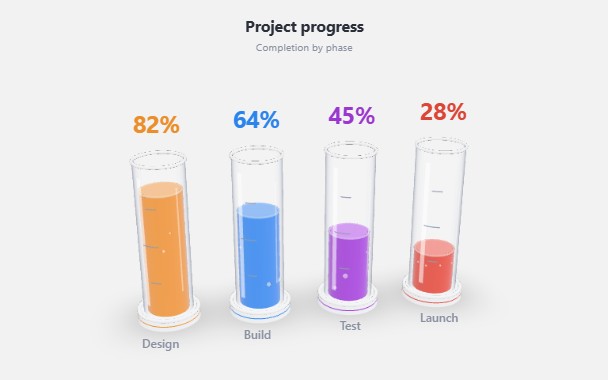 Project progress
Completion by phase
82%
64%
45%
28%
Design
Build
Test
Launch